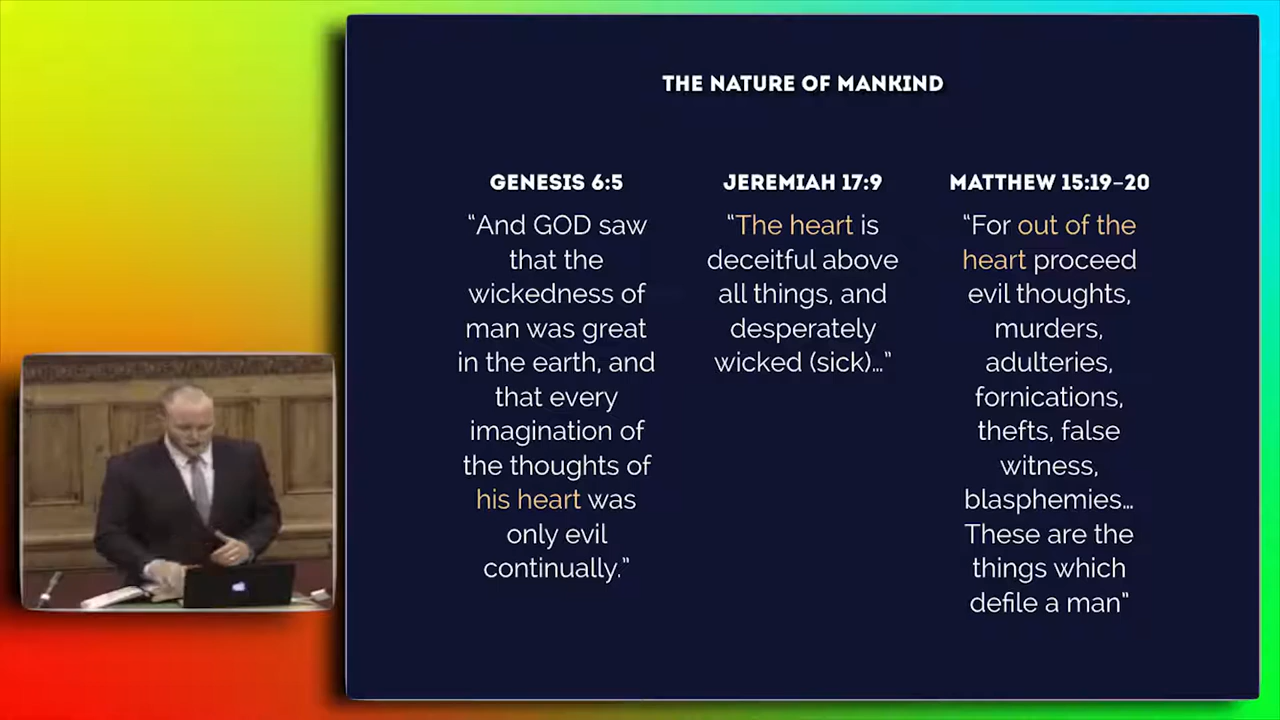 THE NATURE OF MANKIND
GENESIS 6:5
“And GOD saw
that the
wickedness of
man was great
in the earth, and
that every
imagination of
the thoughts of
his heart was
only evil
continually.”
JEREMIAH 17:9
“The heart is
deceitful above
all things, and
desperately
wicked (sick)…”
MATTHEW 15:19–20
“For out of the
heart proceed
evil thoughts,
murders,
adulteries,
fornications,
thefts, false
witness,
blasphemies…
These are the
things which
defile a man”